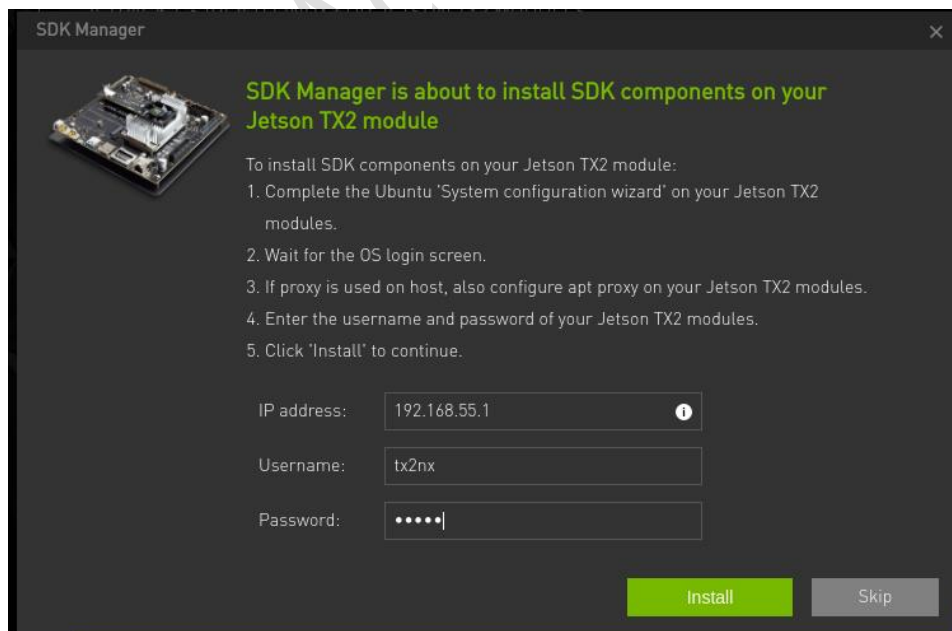 SDK Manager
SDK Manager is about to install SDK components on your
Jetson TX2 module
To install SDK components on your Jetson TX2 module:
1. Complete the Ubuntu 'System configuration wizard' on your Jetson TX2
modules.
2. Wait for the OS login screen.
3. If proxy is used on host, also configure apt proxy on your Jetson TX2 modules.
4. Enter the username and password of your Jetson TX2 modules.
5. Click 'Install' to continue.
IP address: 192.168.55.1
Username: tx2nx
Password: •••••
Install Skip